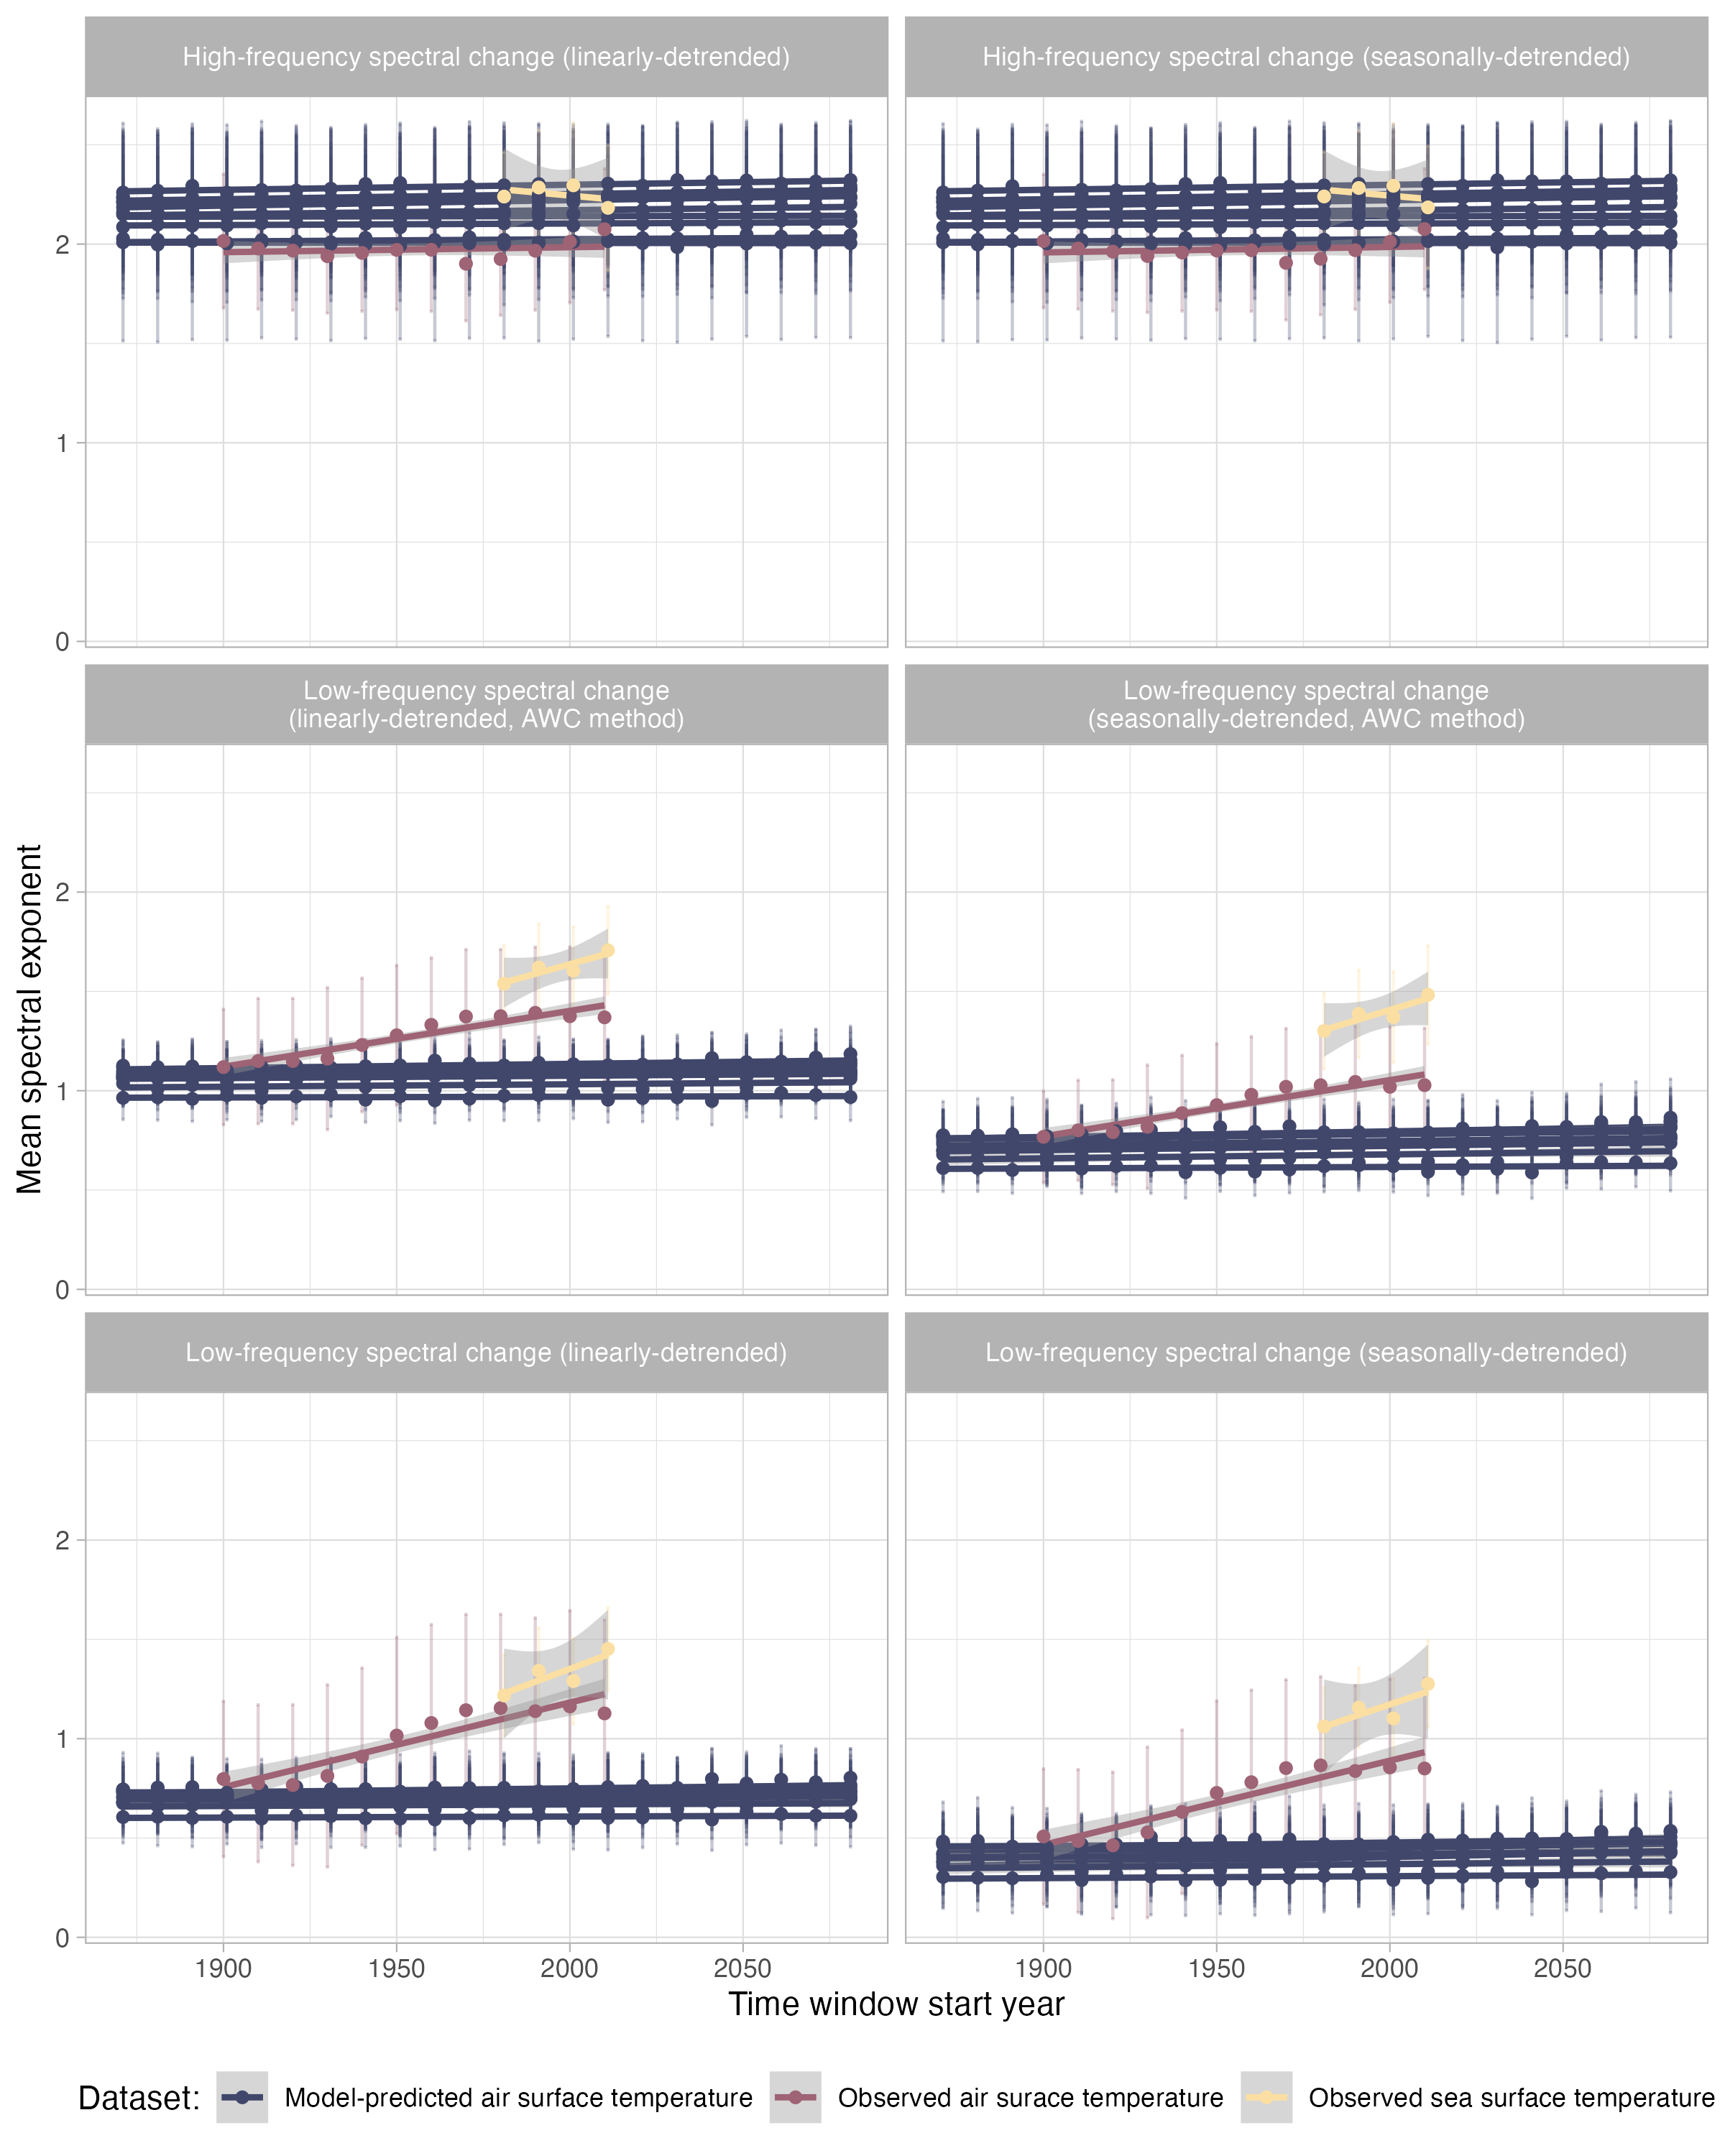 High-frequency spectral change (linearly-detrended)
High-frequency spectral change (seasonally-detrended)
2
1
0
Low-frequency spectral change
(linearly-detrended, AWC method)
Low-frequency spectral change
(seasonally-detrended, AWC method)
Mean spectral exponent
2
1
0
Low-frequency spectral change (linearly-detrended)
Low-frequency spectral change (seasonally-detrended)
2
1
0
1900 1950 2000 2050
1900 1950 2000 2050
Time window start year
Dataset: Model-predicted air surface temperature Observed air surace temperature Observed sea surface temperature